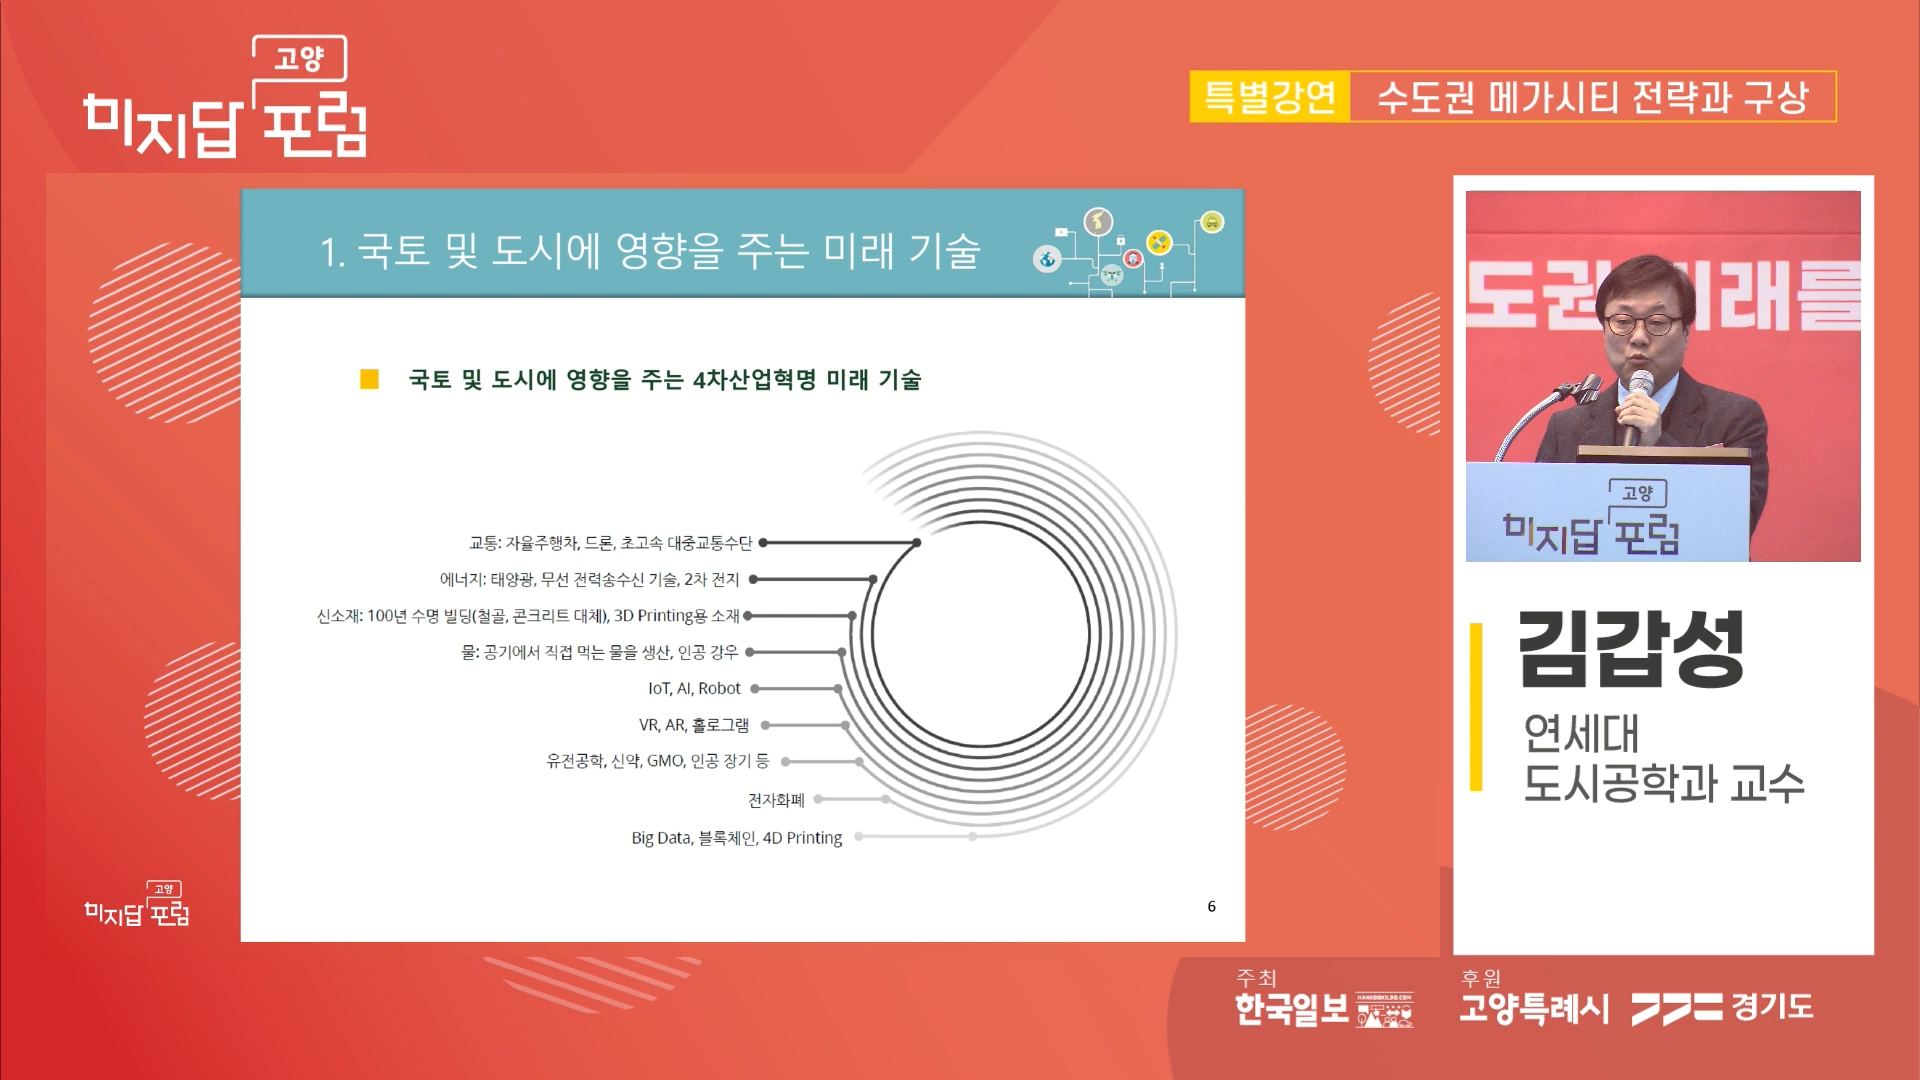 고양
미지답 포럼
특별강연 수도권 메가시티 전략과 구상
1. 국토 및 도시에 영향을 주는 미래 기술
국토 및 도시에 영향을 주는 4차산업혁명 미래 기술
교통: 자율주행차, 드론, 초고속 대중교통수단
에너지: 태양광, 무선 전력송수신 기술, 2차 전지
신소재: 100년 수명 빌딩(철골, 콘크리트 대체), 3D Printing용 소재
물: 공기에서 직접 먹는 물을 생산, 인공 강우
IoT, AI, Robot
VR, AR, 홀로그램
유전공학, 신약, GMO, 인공 장기 등
전자화폐
Big Data, 블록체인, 4D Printing
6
도권 미래를
고양
미지답 포럼
김갑성
연세대
도시공학과 교수
고양
미지답 포럼
주최
한국일보
HANKOOKILBO.COM
후원
고양특례시
경기도